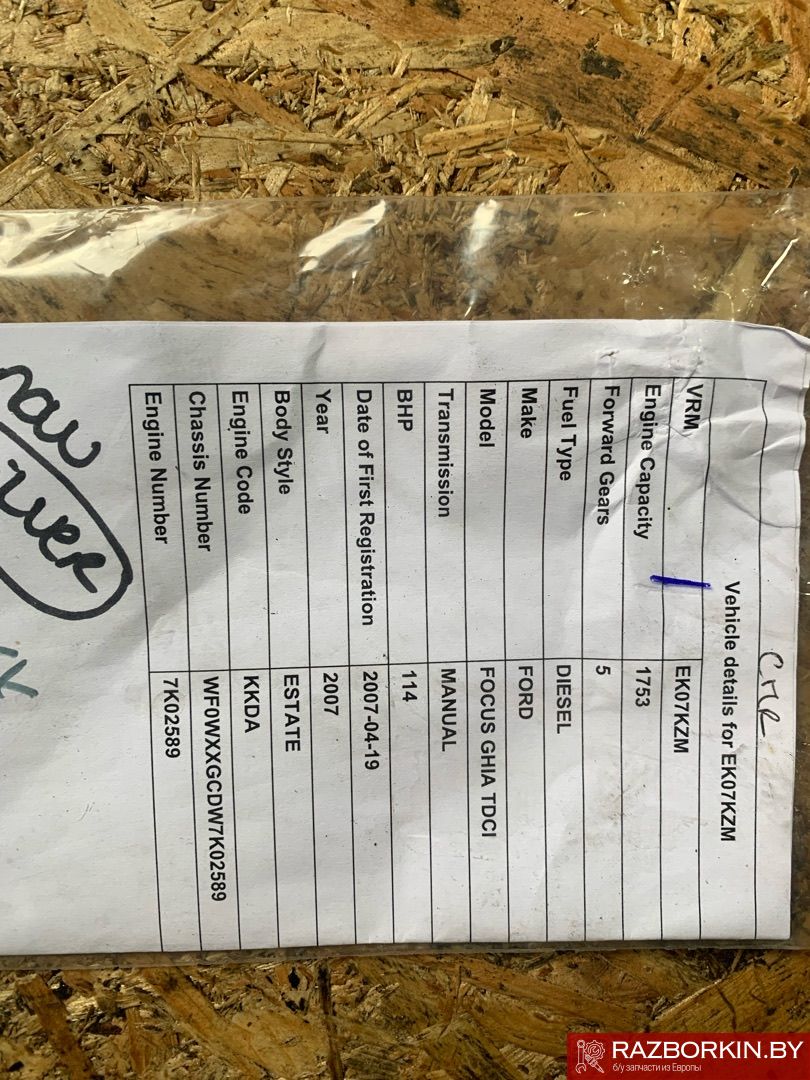 CMR
Vehicle details for EK07KZM
VRM EK07KZM
Engine Capacity 1753
Forward Gears 5
Fuel Type DIESEL
Make FORD
Model FOCUS GHIA TDCI
Transmission MANUAL
BHP 114
Date of First Registration 2007-04-19
Year 2007
Body Style ESTATE
Engine Code KKDA
Chassis Number WF0WXXGCDW7K02589
Engine Number 7K02589
RAZBORKIN.BY
б/у запчасти из Европы